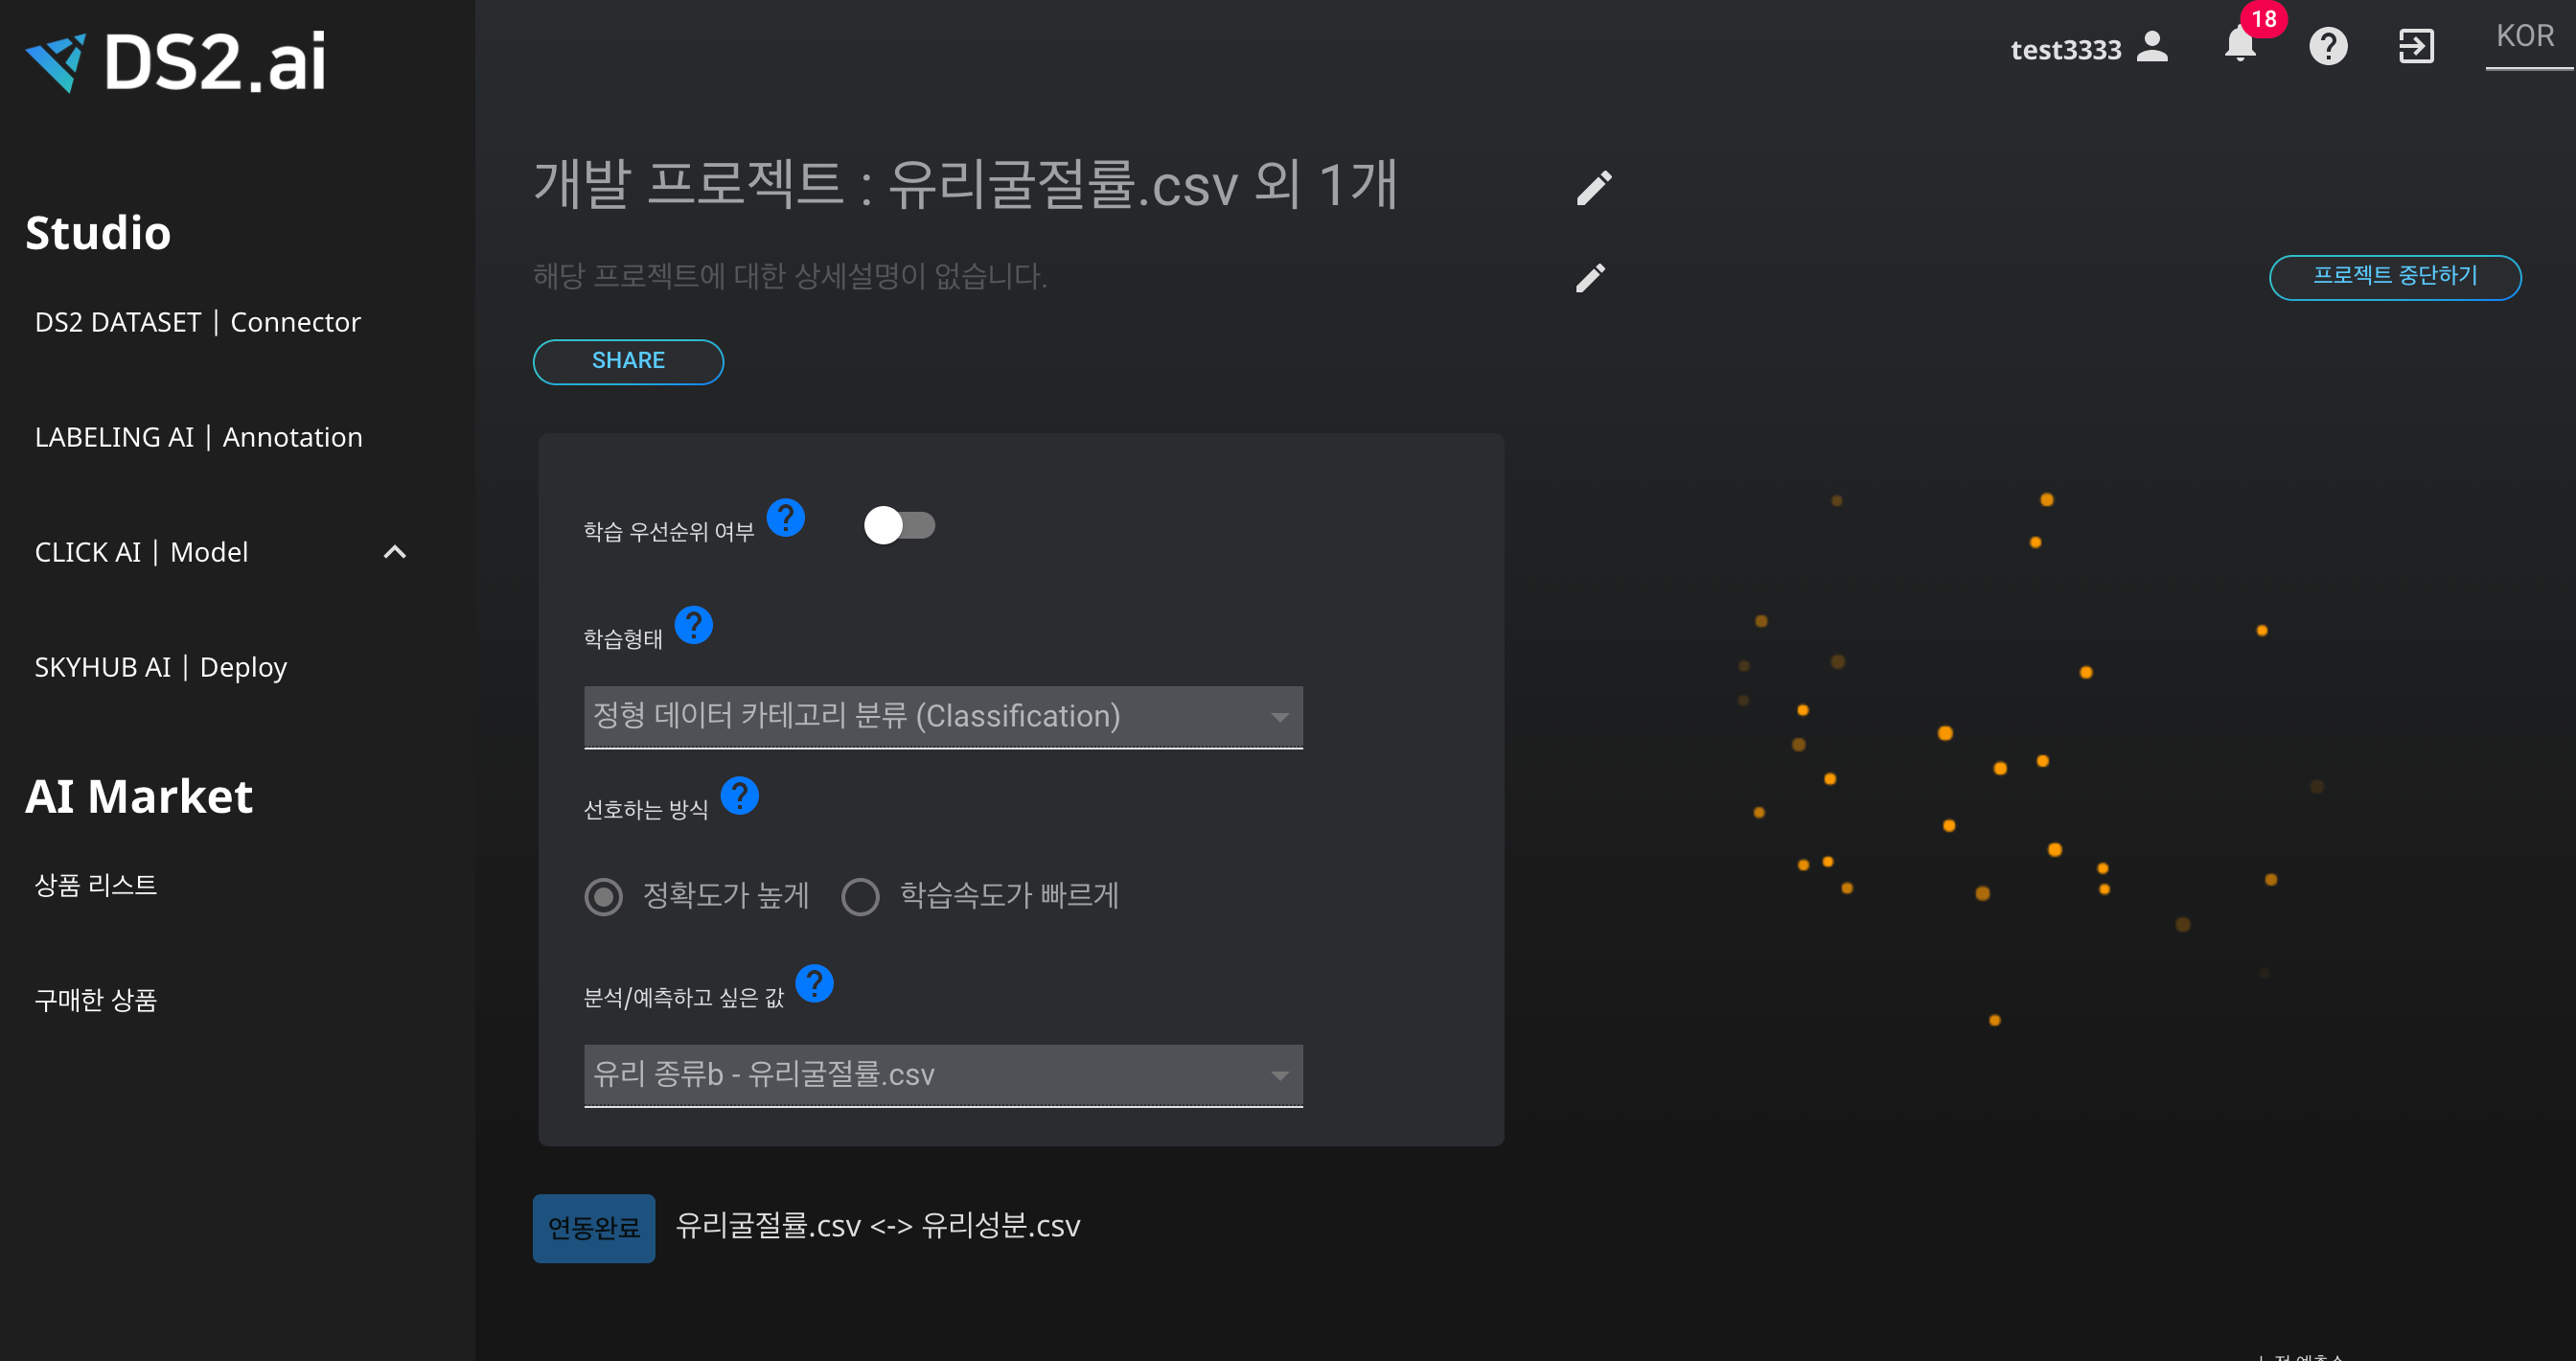 DS2.ai
test3333
18
KOR
Studio
DS2 DATASET | Connector
LABELING AI | Annotation
CLICK AI | Model
SKYHUB AI | Deploy
AI Market
상품 리스트
구매한 상품
개발 프로젝트 : 유리굴절률.csv 외 1개
해당 프로젝트에 대한 상세설명이 없습니다.
프로젝트 중단하기
SHARE
학습 우선순위 여부
학습형태
정형 데이터 카테고리 분류 (Classification)
선호하는 방식
정확도가 높게
학습속도가 빠르게
분석/예측하고 싶은 값
유리 종류b - 유리굴절률.csv
연동완료
유리굴절률.csv <-> 유리성분.csv